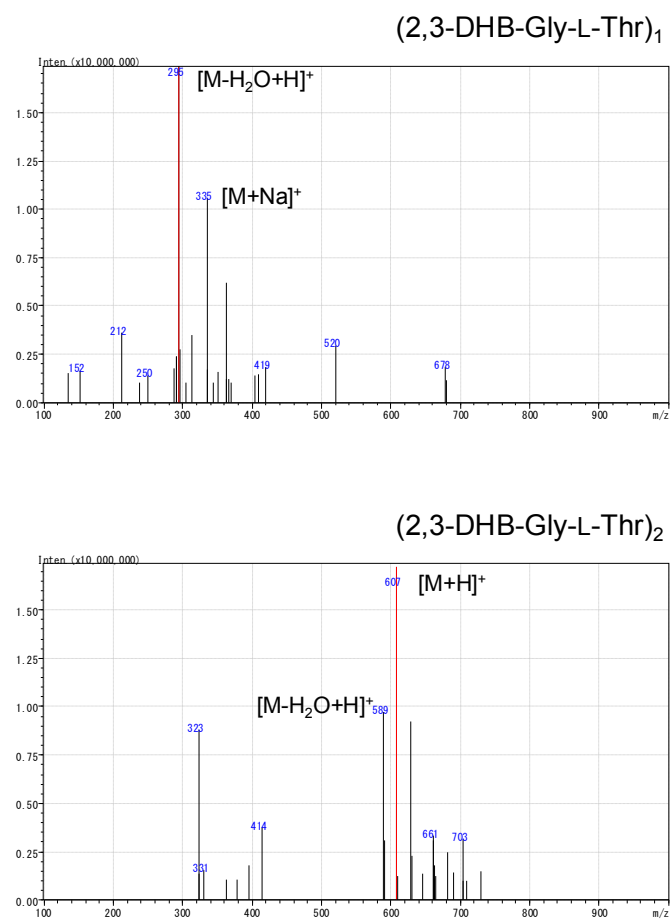 (2,3-DHB-Gly-L-Thr)₁
Inten.(x10,000,000)
295
[M-H₂O+H]⁺
1.50
1.25
335
[M+Na]⁺
1.00
0.75
0.50
212
520
0.25
152
250
419
678
0.00
100 200 300 400 500 600 700 800 900 m/z
(2,3-DHB-Gly-L-Thr)₂
Inten.(x10,000,000)
607
[M+H]⁺
1.50
1.25
[M-H₂O+H]⁺
589
1.00
323
0.75
0.50
414
661
703
0.25
331
0.00
100 200 300 400 500 600 700 800 900 m/z